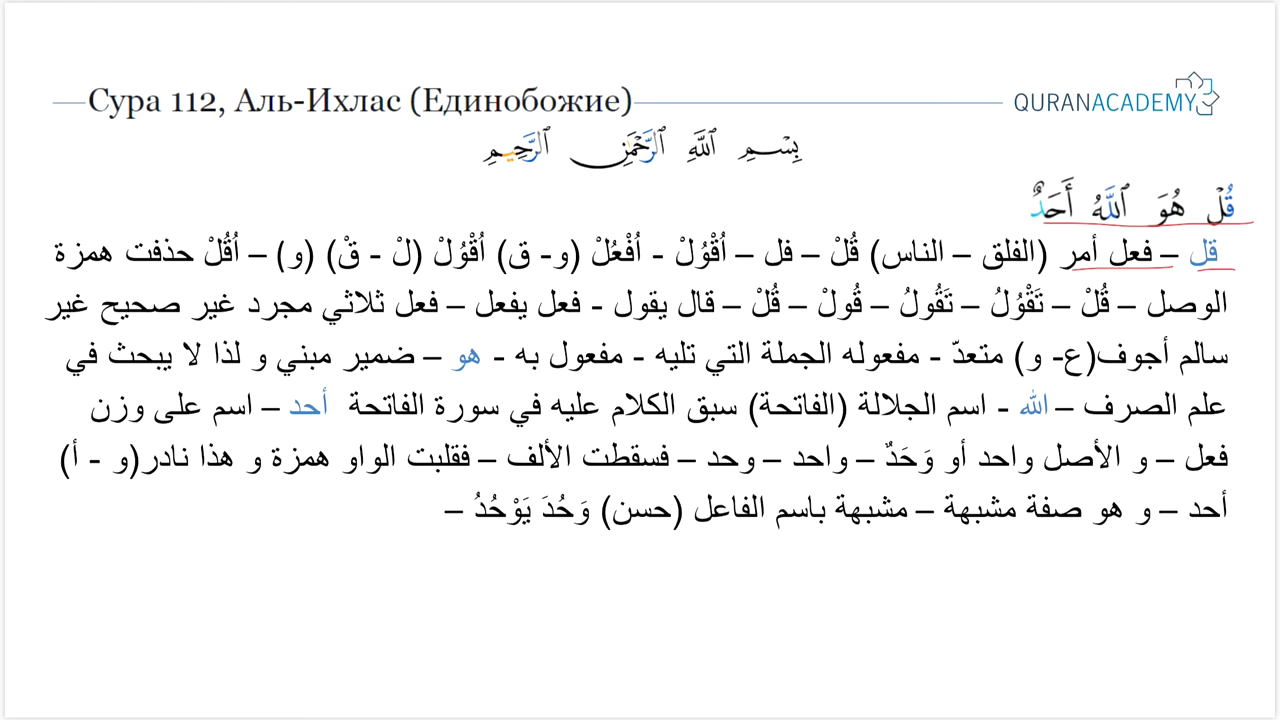 Сура 112, Аль-Ихлас (Единобожие)
QURANACADEMY
بِسْمِ ٱللَّهِ ٱلرَّحْمَٰنِ ٱلرَّحِيمِ
قُلْ هُوَ ٱللَّهُ أَحَدٌ
قل – فعل أمر (الفلق – الناس) قُلْ – فل – اُقْوُلْ - اُفْعُلْ (و- ق) اُقْوُلْ (لْ - قْ) (و) – اُقُلْ حذفت همزة
الوصل – قُلْ – تَقْوُلُ – تَقُولُ – قُولْ – قُلْ – قال يقول - فعل يفعل – فعل ثلاثي مجرد غير صحيح غير
سالم أجوف(ع- و) متعدّ - مفعوله الجملة التي تليه - مفعول به - هو – ضمير مبني و لذا لا يبحث في
علم الصرف – الله - اسم الجلالة (الفاتحة) سبق الكلام عليه في سورة الفاتحة أحد – اسم على وزن
فعل – و الأصل واحد أو وَحَدٌ – واحد – وحد – فسقطت الألف – فقلبت الواو همزة و هذا نادر(و - أ)
أحد – و هو صفة مشبهة – مشبهة باسم الفاعل (حسن) وَحُدَ يَوْحُدُ –